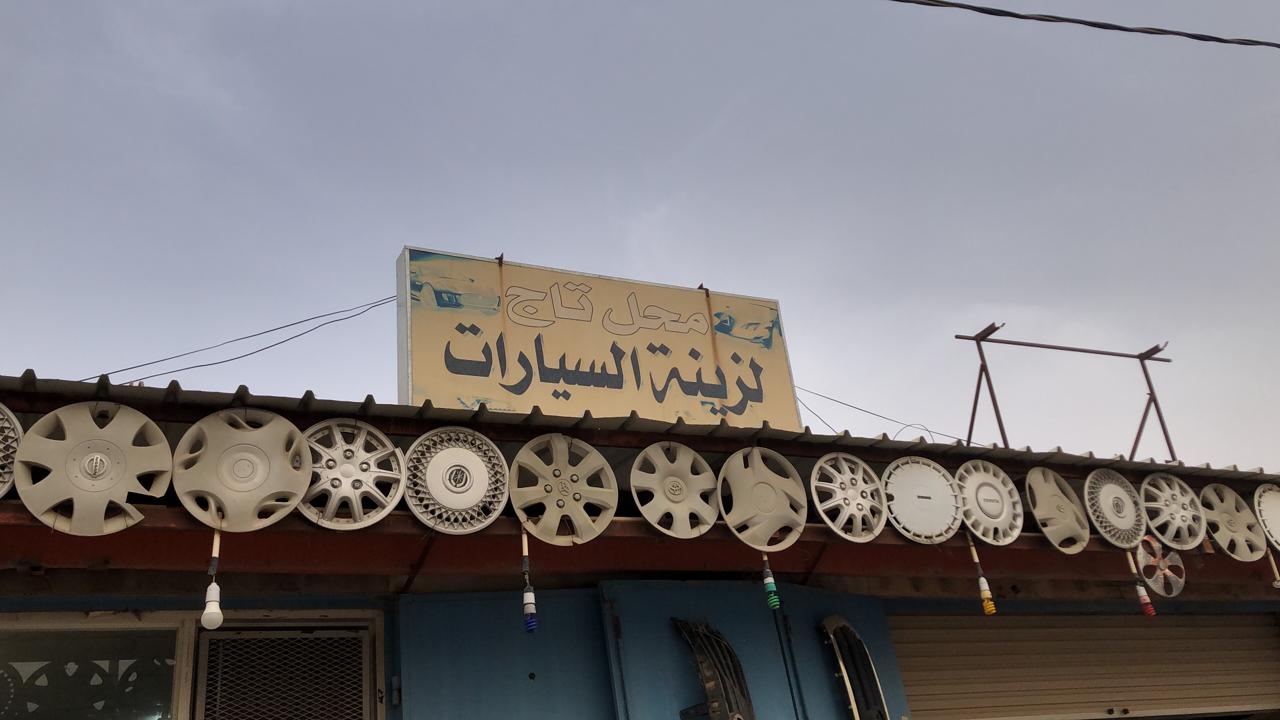 محل تاج
لزينة السيارات